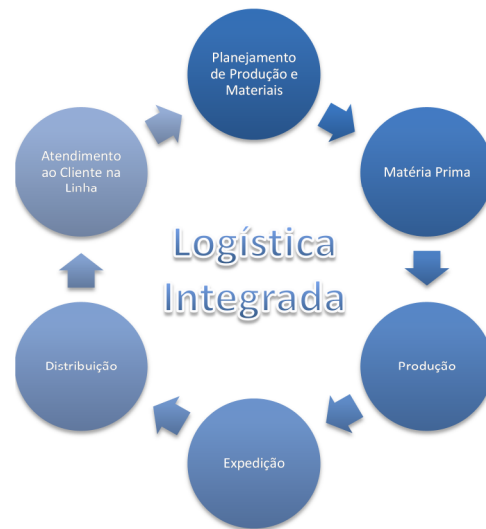 Planejamento
de Produção e
Materiais
Matéria Prima
Produção
Expedição
Distribuição
Atendimento
ao Cliente na
Linha
Logística
Integrada